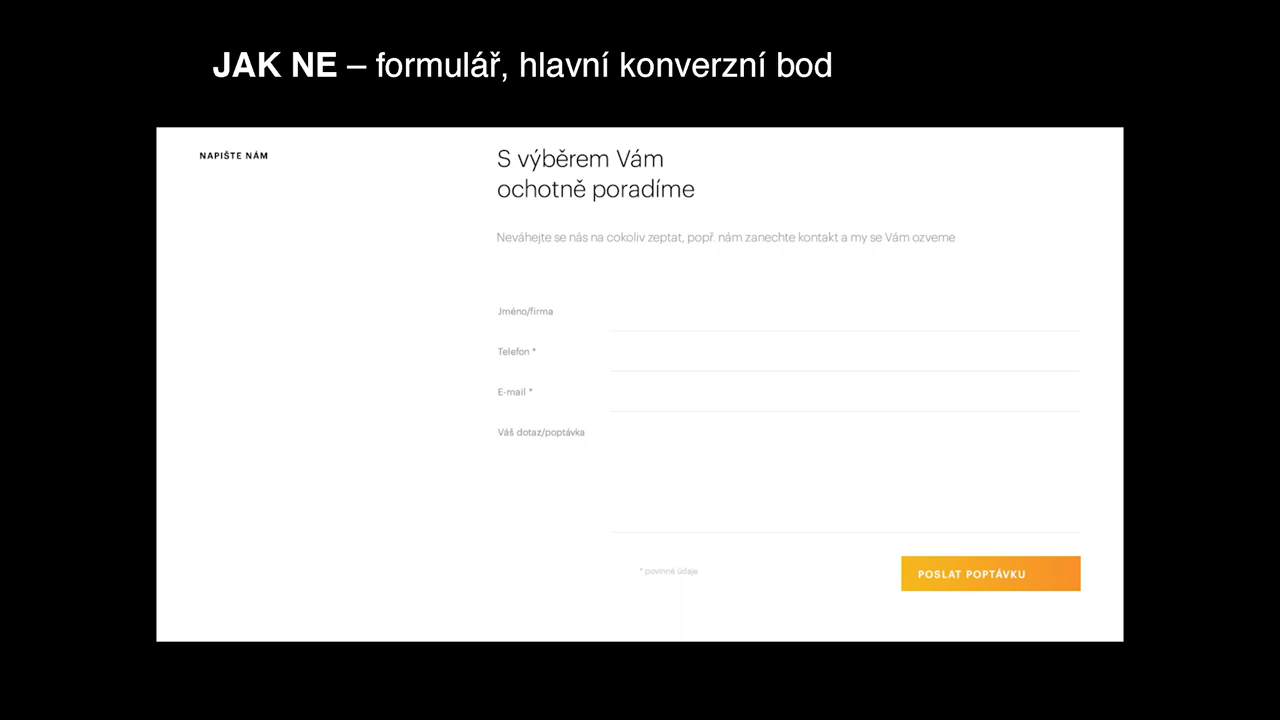 JAK NE – formulář, hlavní konverzní bod
NAPIŠTE NÁM
S výběrem Vám
ochotně poradíme
Neváhejte se nás na cokoliv zeptat, popř. nám zanechte kontakt a my se Vám ozveme
Jméno/firma
Telefon *
E-mail *
Váš dotaz/poptávka
* povinné údaje
POSLAT POPTÁVKU